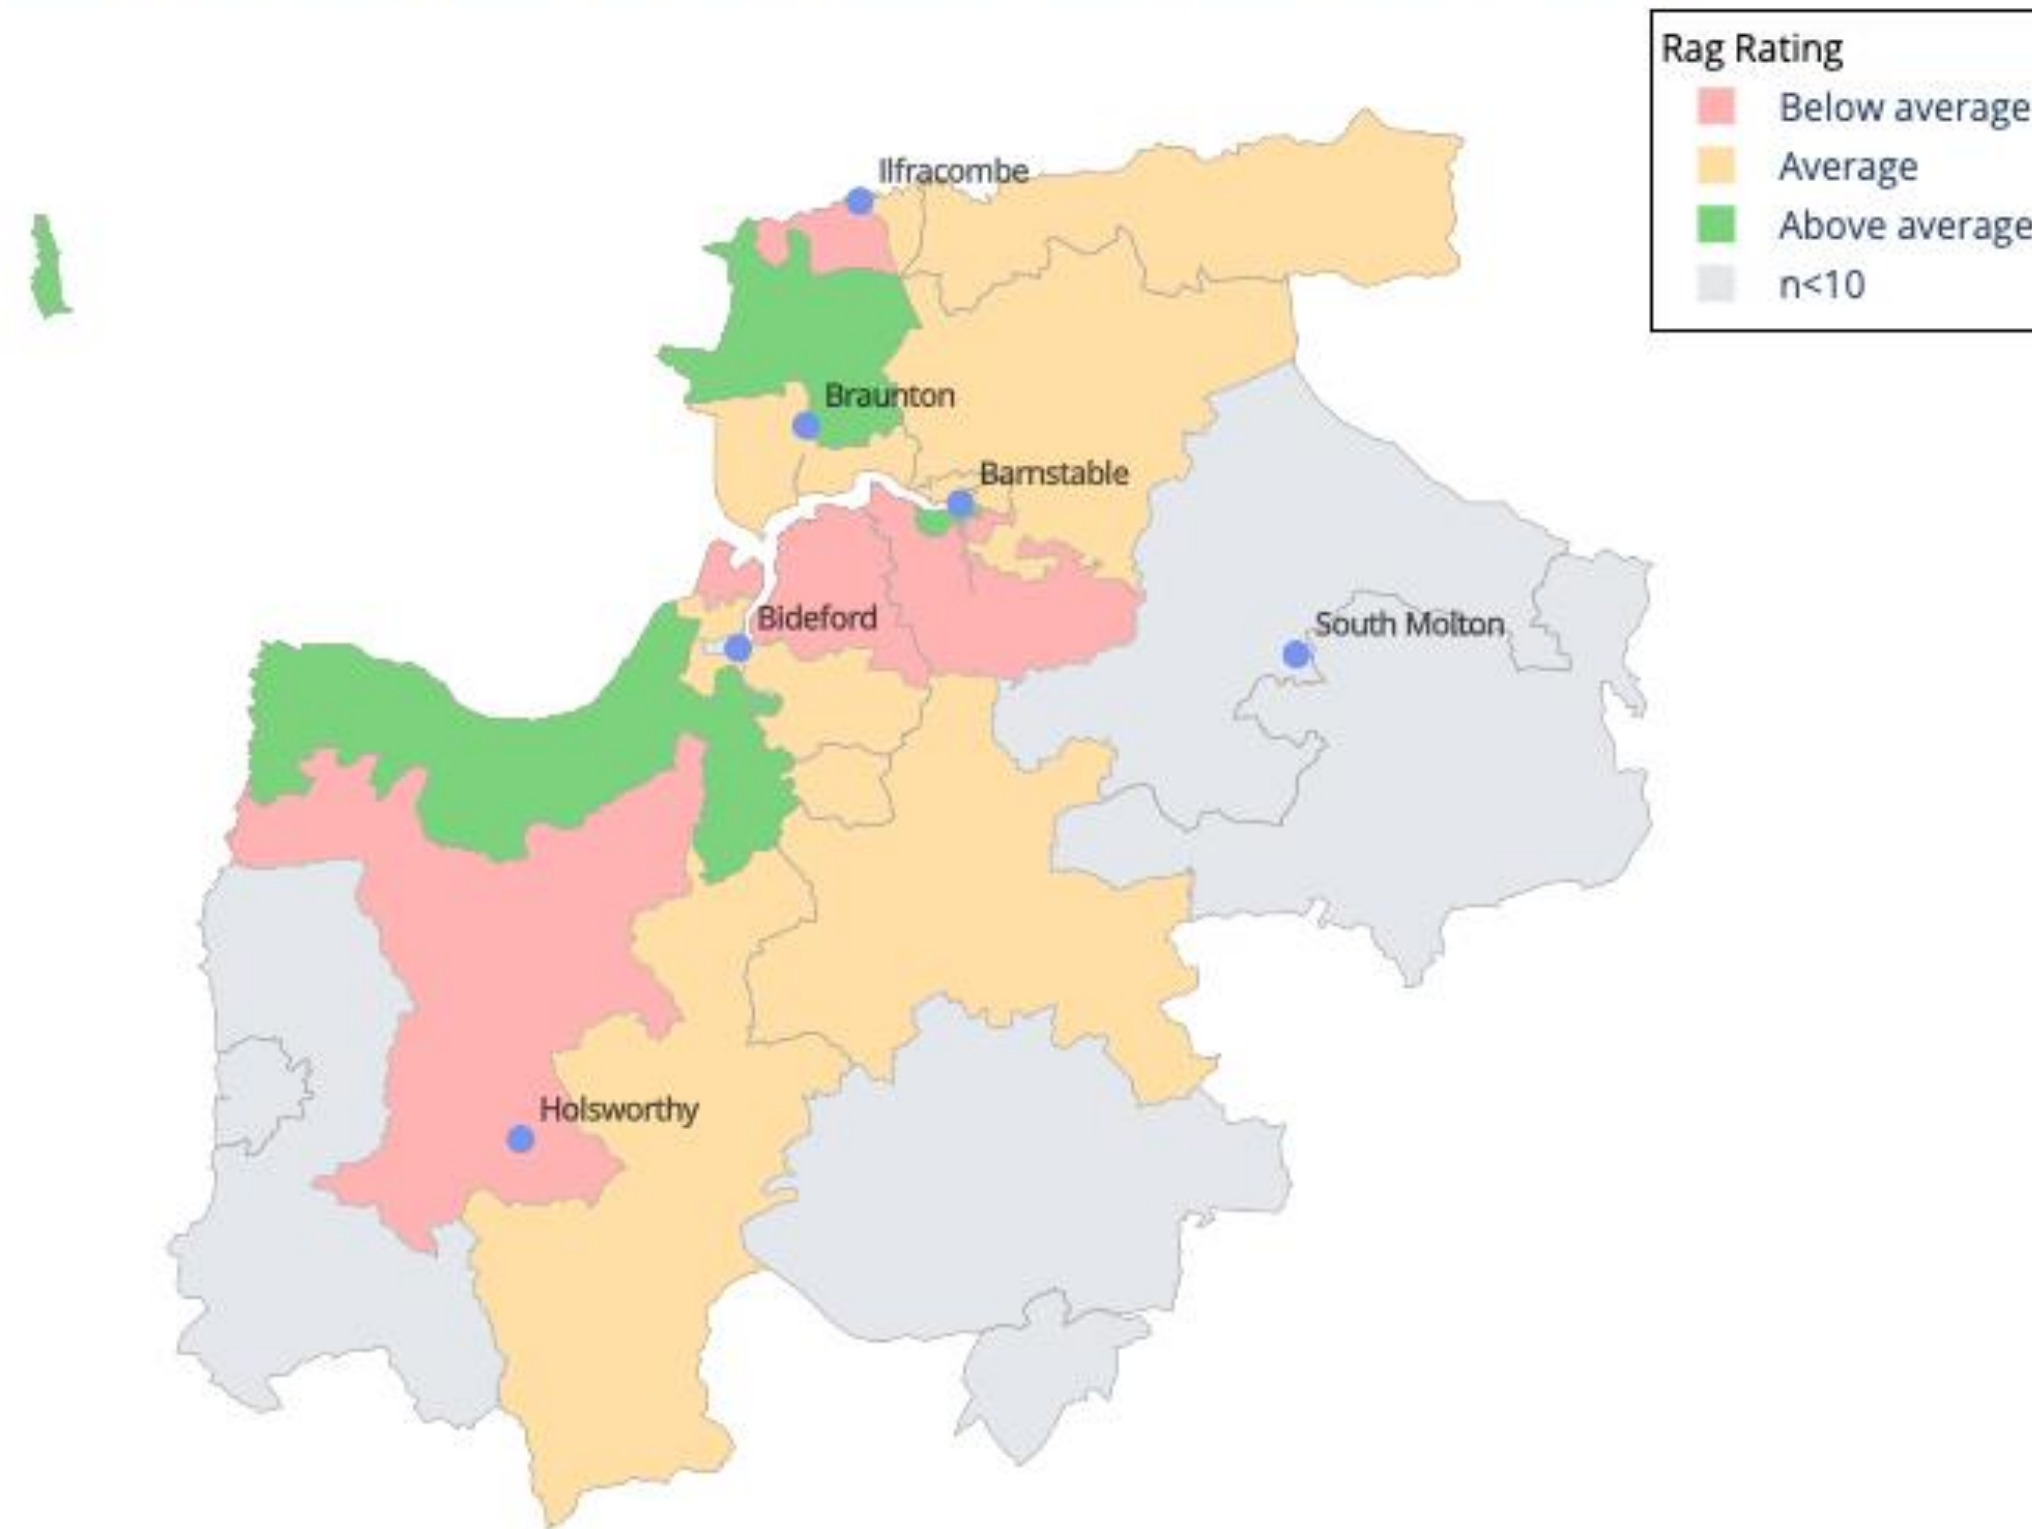 Rag Rating
Below average
Average
Above average
n<10
Ilfracombe
Braunton
Barnstable
Bideford
South Molton
Holsworthy